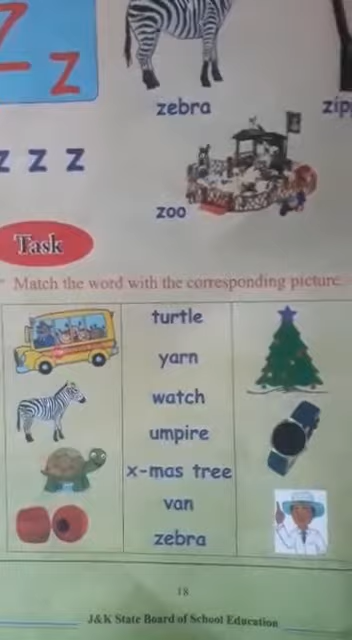 Z
z
zebra
z z z
zoo
Task
Match the word with the corresponding picture.
turtle
yarn
watch
umpire
x-mas tree
van
zebra
18
J&K State Board of School Education